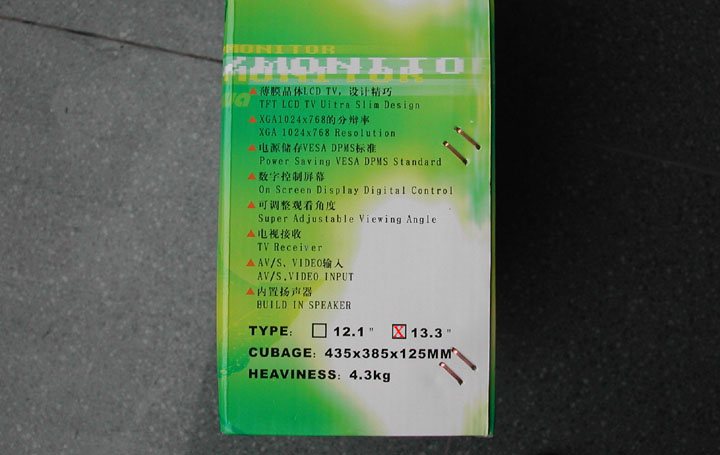 MONITOR
MONITOR
MONITOR
薄膜晶体LCD TV，设计精巧
TFT LCD TV Ultra Slim Design
XGA1024x768的分辩率
XGA 1024x768 Resolution
电源储存VESA DPMS标准
Power Saving VESA DPMS Standard
数字控制屏幕
On Screen Display Digital Control
可调整观看角度
Super Adjustable Viewing Angle
电视接收
TV Receiver
AV/S、VIDEO输入
AV/S,VIDEO INPUT
内置扬声器
BUILD IN SPEAKER
TYPE: 12.1" 13.3"
CUBAGE: 435x385x125MM
HEAVINESS: 4.3kg